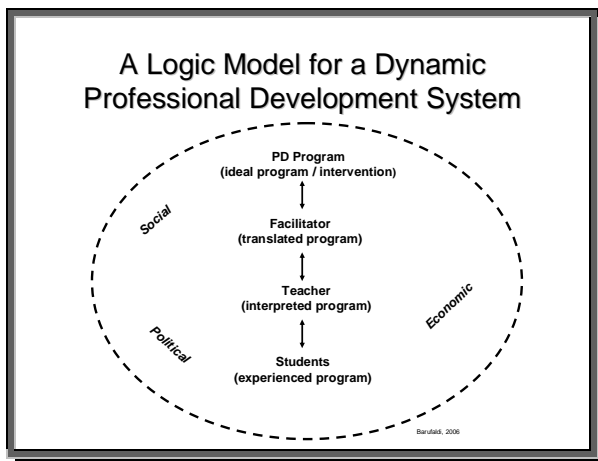 A Logic Model for a Dynamic
Professional Development System
PD Program
(ideal program / intervention)
Social
Facilitator
(translated program)
Teacher
(interpreted program)
Economic
Political
Students
(experienced program)
Barufaldi, 2006